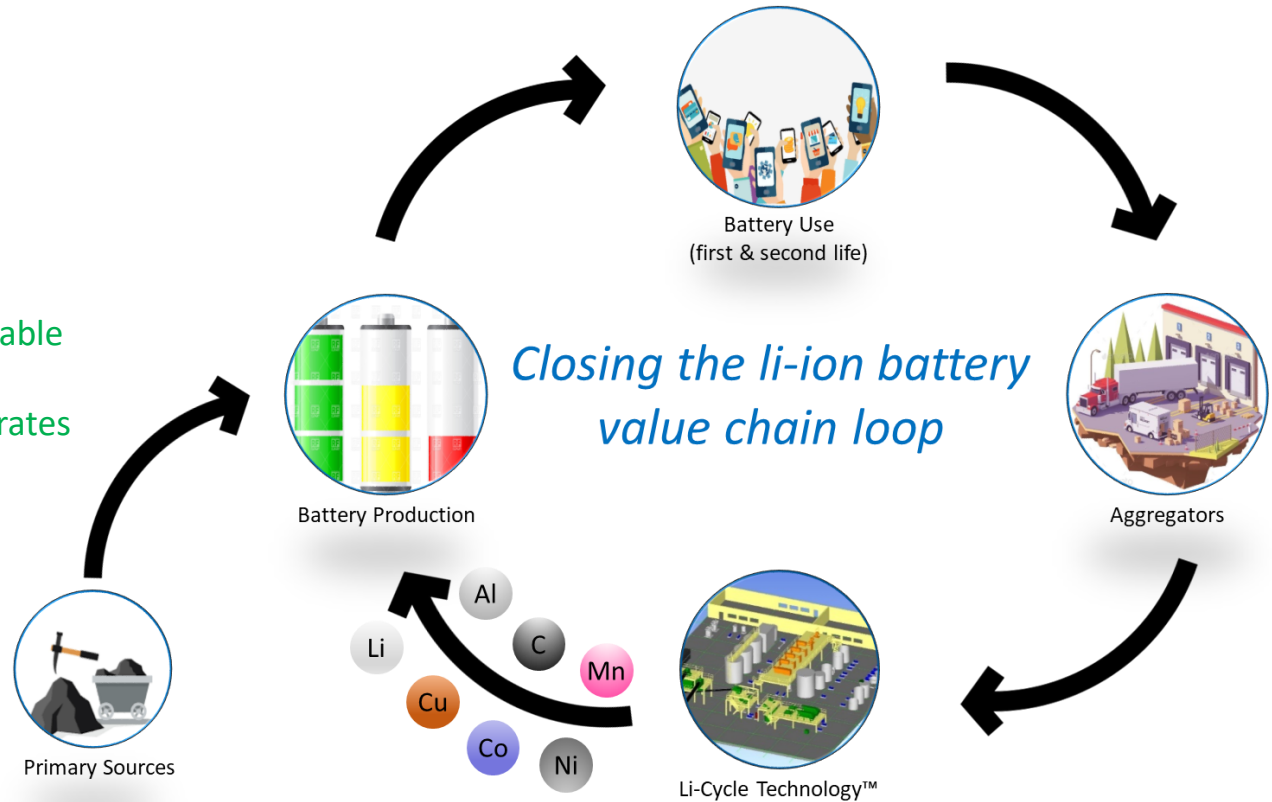 Battery Use
(first & second life)
able
rates
Closing the li-ion battery
value chain loop
Battery Production
Aggregators
Al
C
Li
Mn
Cu
Co
Ni
Primary Sources
Li-Cycle Technology™